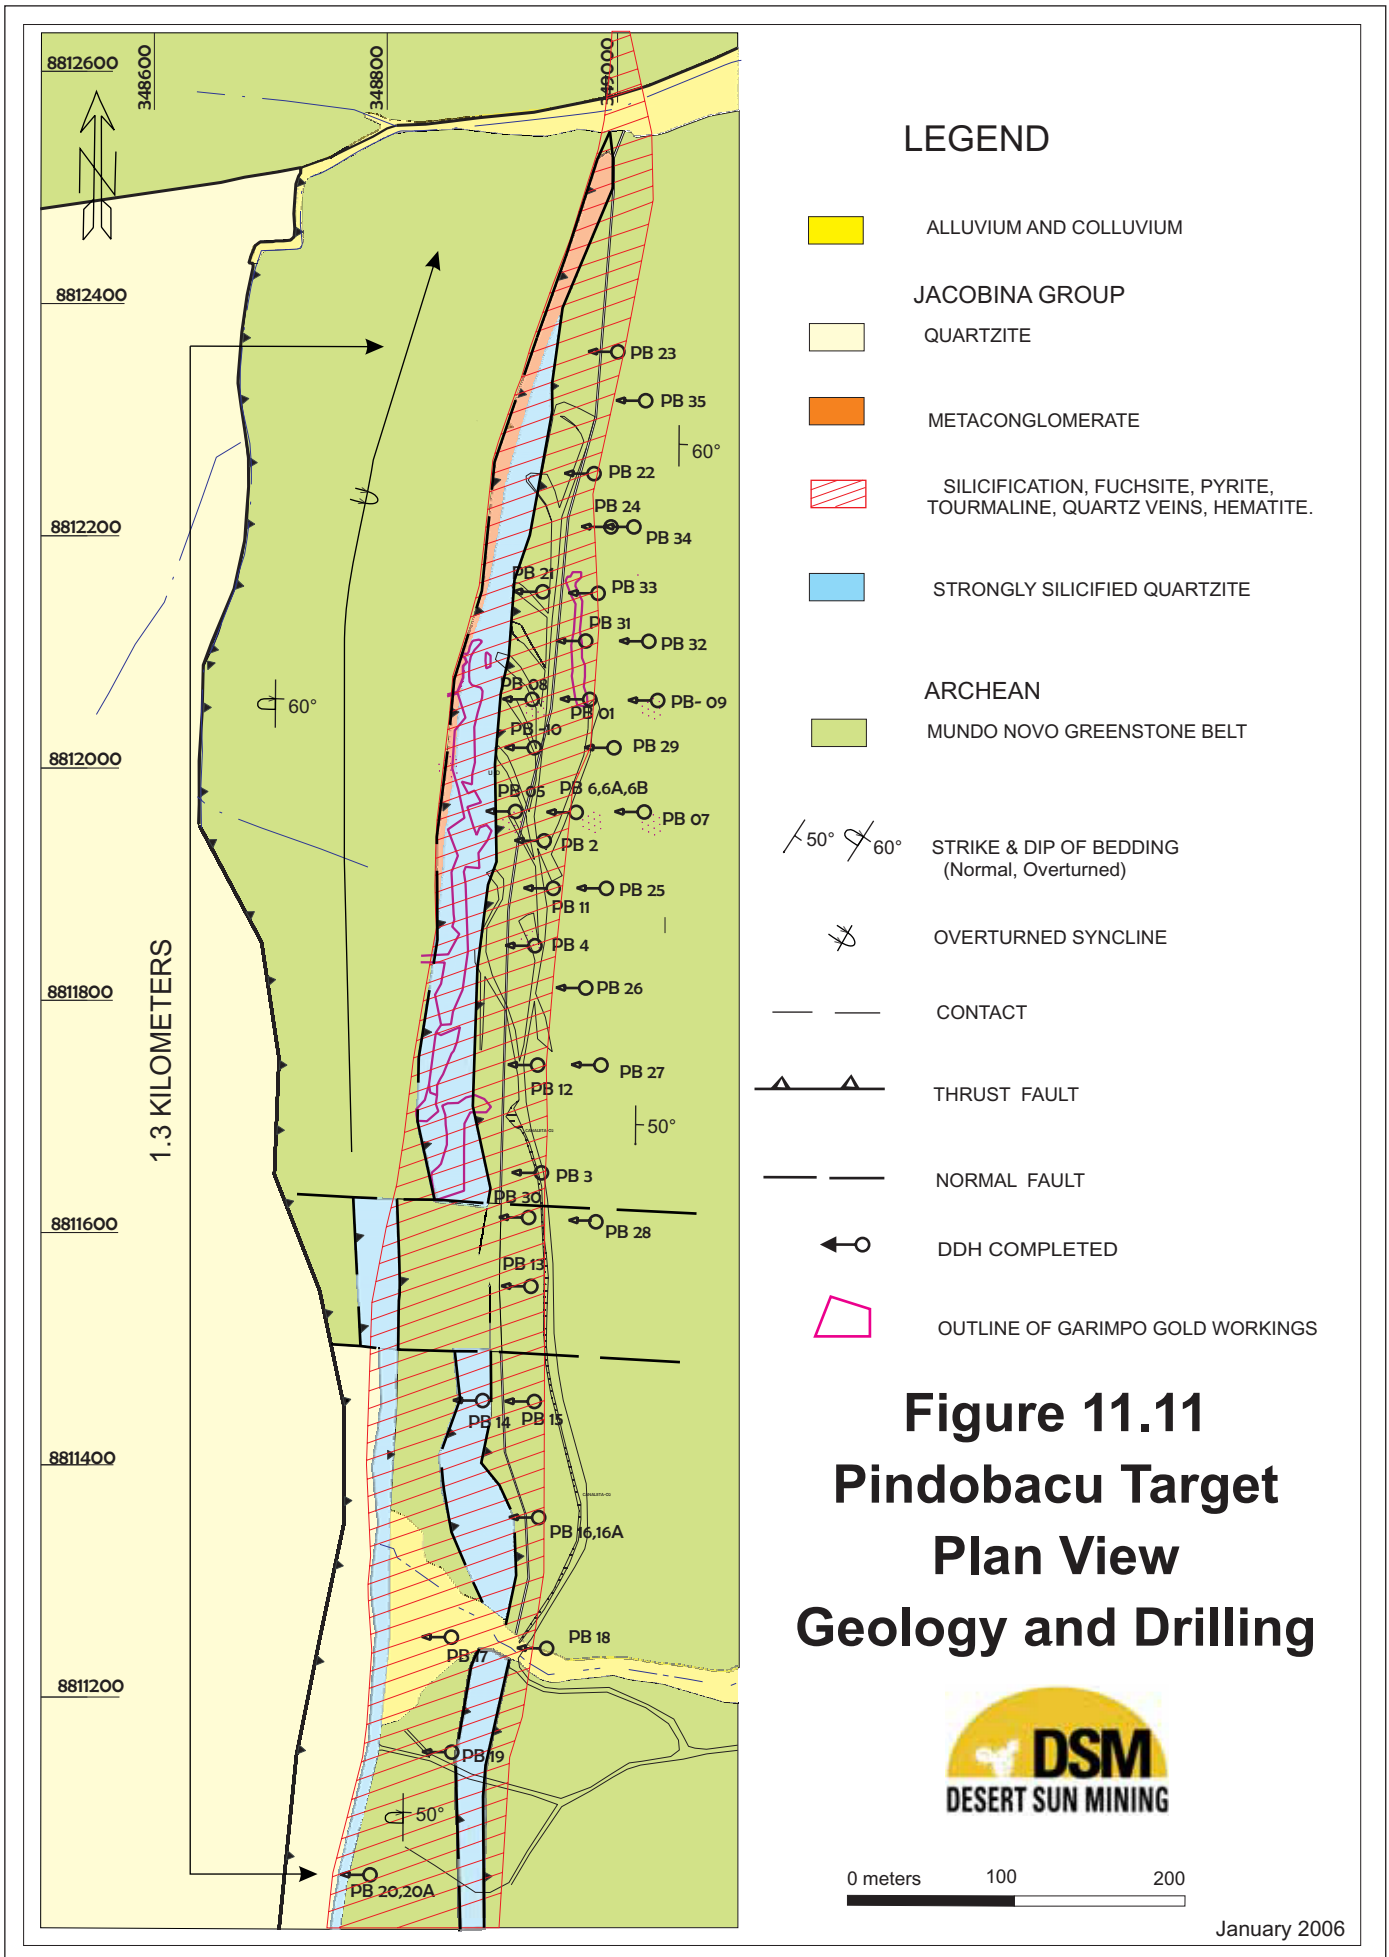 348600
348800
349000
8812600
8812400
8812200
8812000
8811800
8811600
8811400
8811200
N
1.3 KILOMETERS
PB 23
PB 35
60°
PB 22
PB 24
PB 34
PB 21
PB 33
PB 31
PB 32
PB 08
PB 01
PB- 09
60°
PB -10
PB 29
PB 05
PB 6,6A,6B
PB 07
PB 2
PB 25
PB 11
PB 4
PB 26
PB 12
PB 27
50°
CANALETA-01
PB 3
PB 30
PB 28
PB 13
PB 14
PB 15
CANALETA-01
PB 16,16A
PB 17
PB 18
PB 19
50°
PB 20,20A
LEGEND
ALLUVIUM AND COLLUVIUM
JACOBINA GROUP
QUARTZITE
METACONGLOMERATE
SILICIFICATION, FUCHSITE, PYRITE,
TOURMALINE, QUARTZ VEINS, HEMATITE.
STRONGLY SILICIFIED QUARTZITE
ARCHEAN
MUNDO NOVO GREENSTONE BELT
50° 60°
STRIKE & DIP OF BEDDING
(Normal, Overturned)
OVERTURNED SYNCLINE
CONTACT
THRUST FAULT
NORMAL FAULT
DDH COMPLETED
OUTLINE OF GARIMPO GOLD WORKINGS
Figure 11.11
Pindobacu Target
Plan View
Geology and Drilling
DSM
DESERT SUN MINING
0 meters 100 200
January 2006